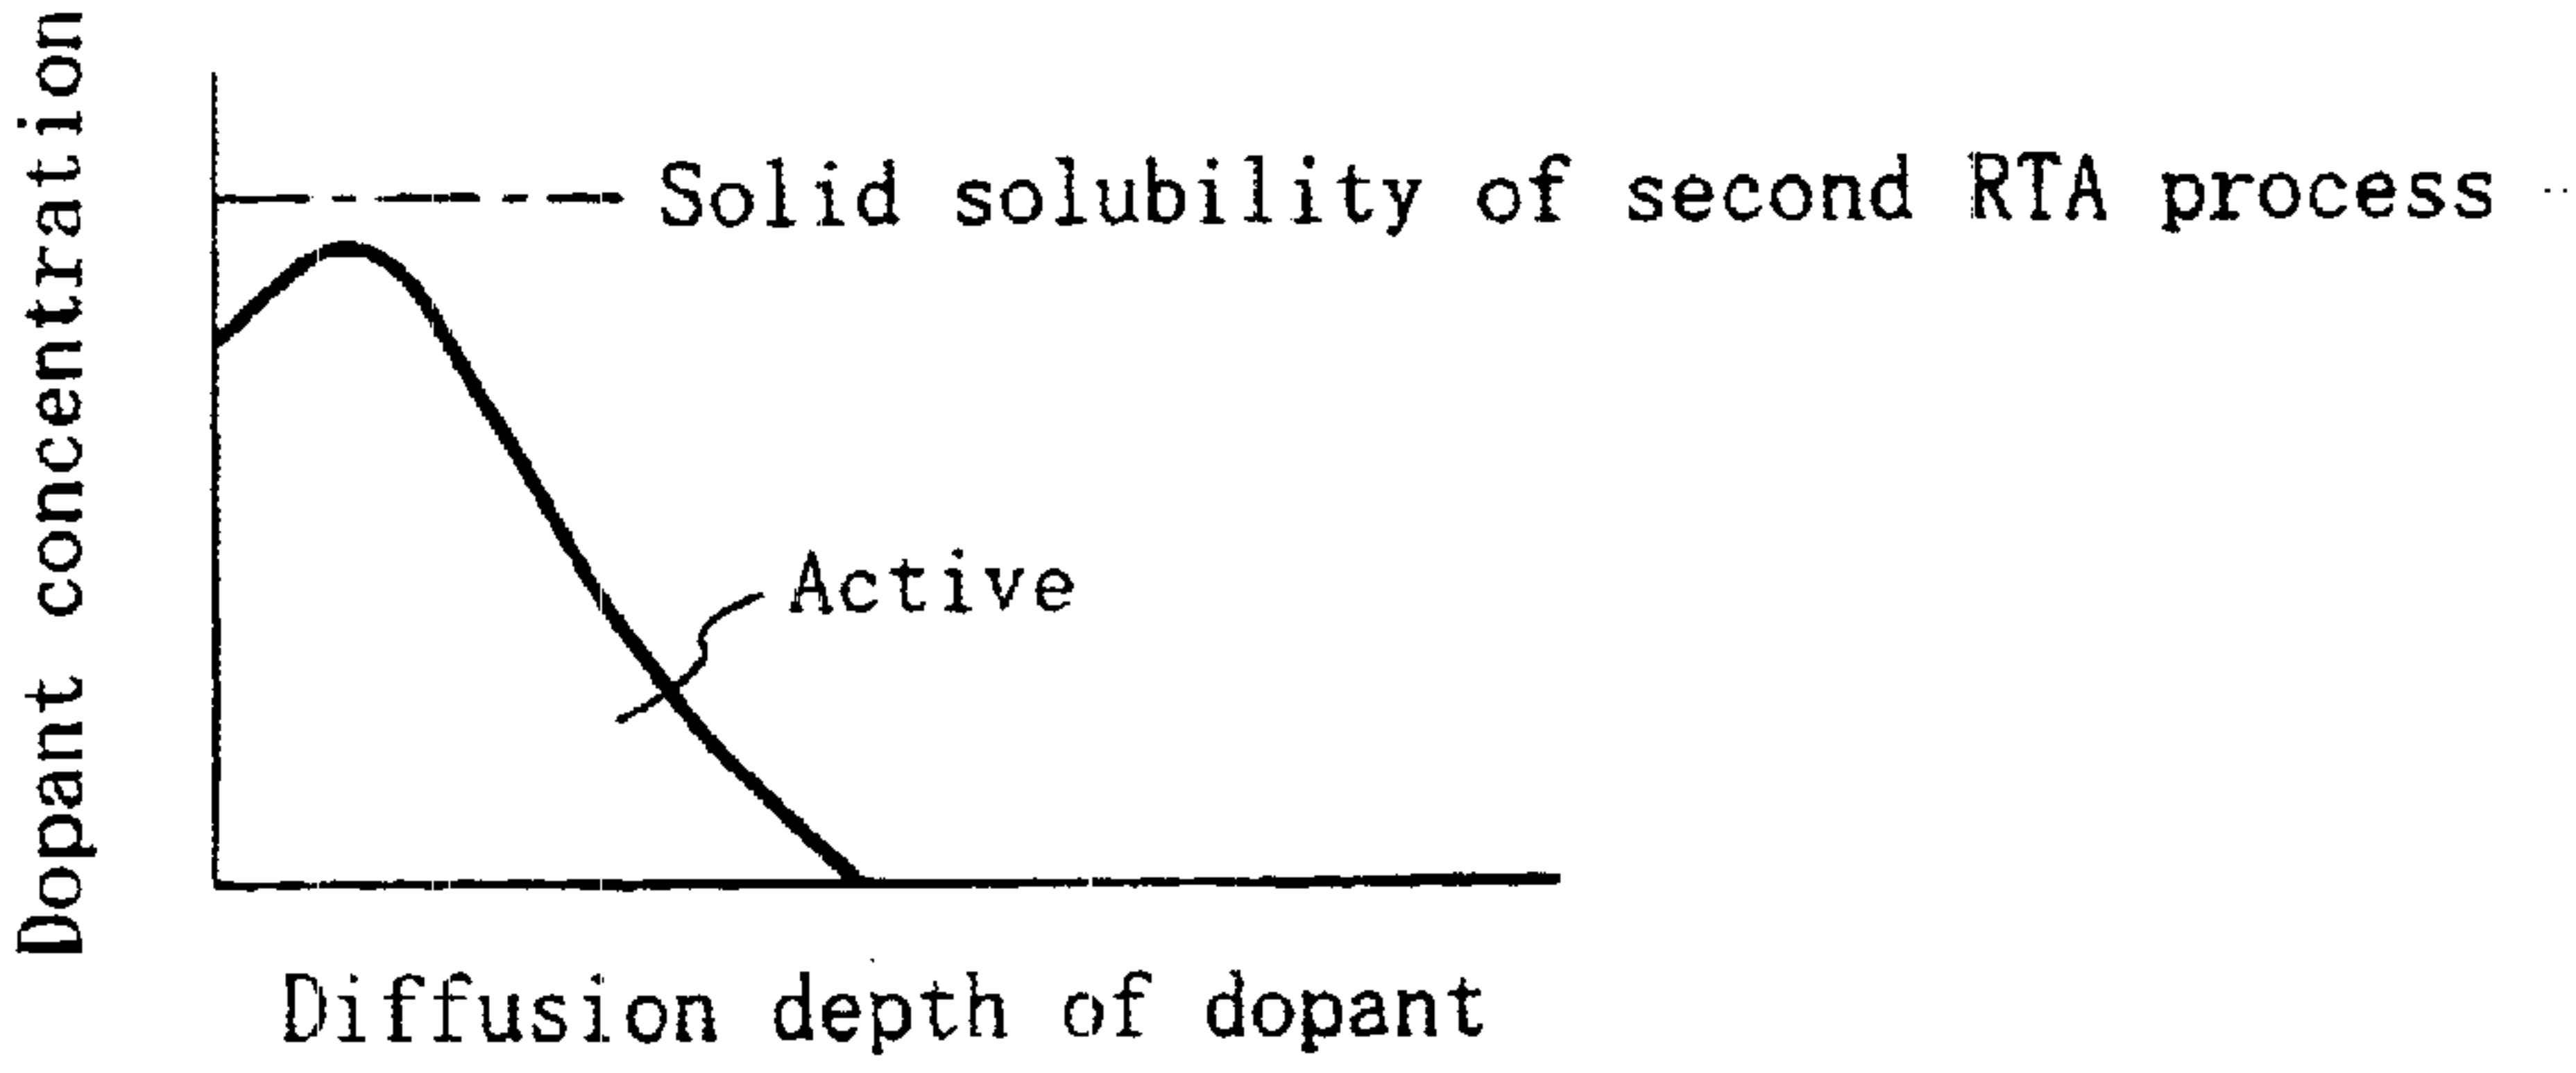 Dopant concentration
Solid solubility of second RTA process
Active
Diffusion depth of dopant